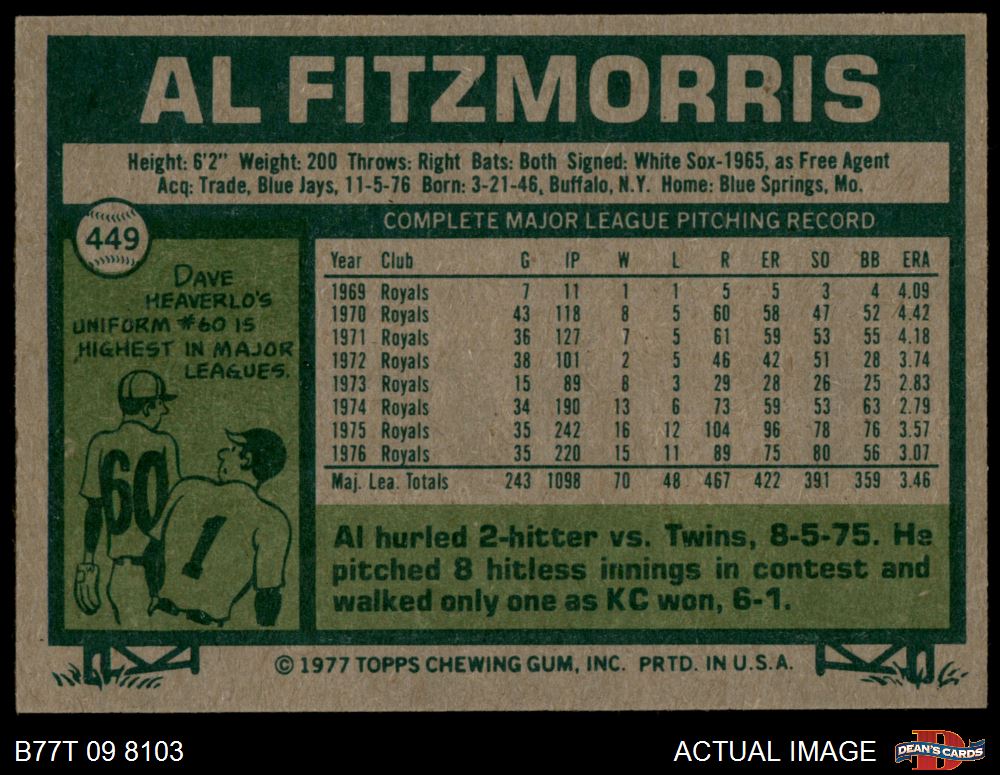 AL FITZMORRIS
Height: 6'2" Weight: 200 Throws: Right Bats: Both Signed: White Sox-1965, as Free Agent
Acq: Trade, Blue Jays, 11-5-76 Born: 3-21-46, Buffalo, N.Y. Home: Blue Springs, Mo.
449
DAVE
HEAVERLO'S
UNIFORM #60 IS
HIGHEST IN MAJOR
LEAGUES.
60
1
COMPLETE MAJOR LEAGUE PITCHING RECORD
Year Club G IP W L R ER SO BB ERA
1969 Royals 7 11 1 1 5 5 3 4 4.09
1970 Royals 43 118 8 5 60 58 47 52 4.42
1971 Royals 36 127 7 5 61 59 53 55 4.18
1972 Royals 38 101 2 5 46 42 51 28 3.74
1973 Royals 15 89 8 3 29 28 26 25 2.83
1974 Royals 34 190 13 6 73 59 53 63 2.79
1975 Royals 35 242 16 12 104 96 78 76 3.57
1976 Royals 35 220 15 11 89 75 80 56 3.07
Maj. Lea. Totals 243 1098 70 48 467 422 391 359 3.46
Al hurled 2-hitter vs. Twins, 8-5-75. He
pitched 8 hitless innings in contest and
walked only one as KC won, 6-1.
© 1977 TOPPS CHEWING GUM, INC. PRTD. IN U.S.A.
B77T 09 8103
ACTUAL IMAGE
D
DEAN'S CARDS